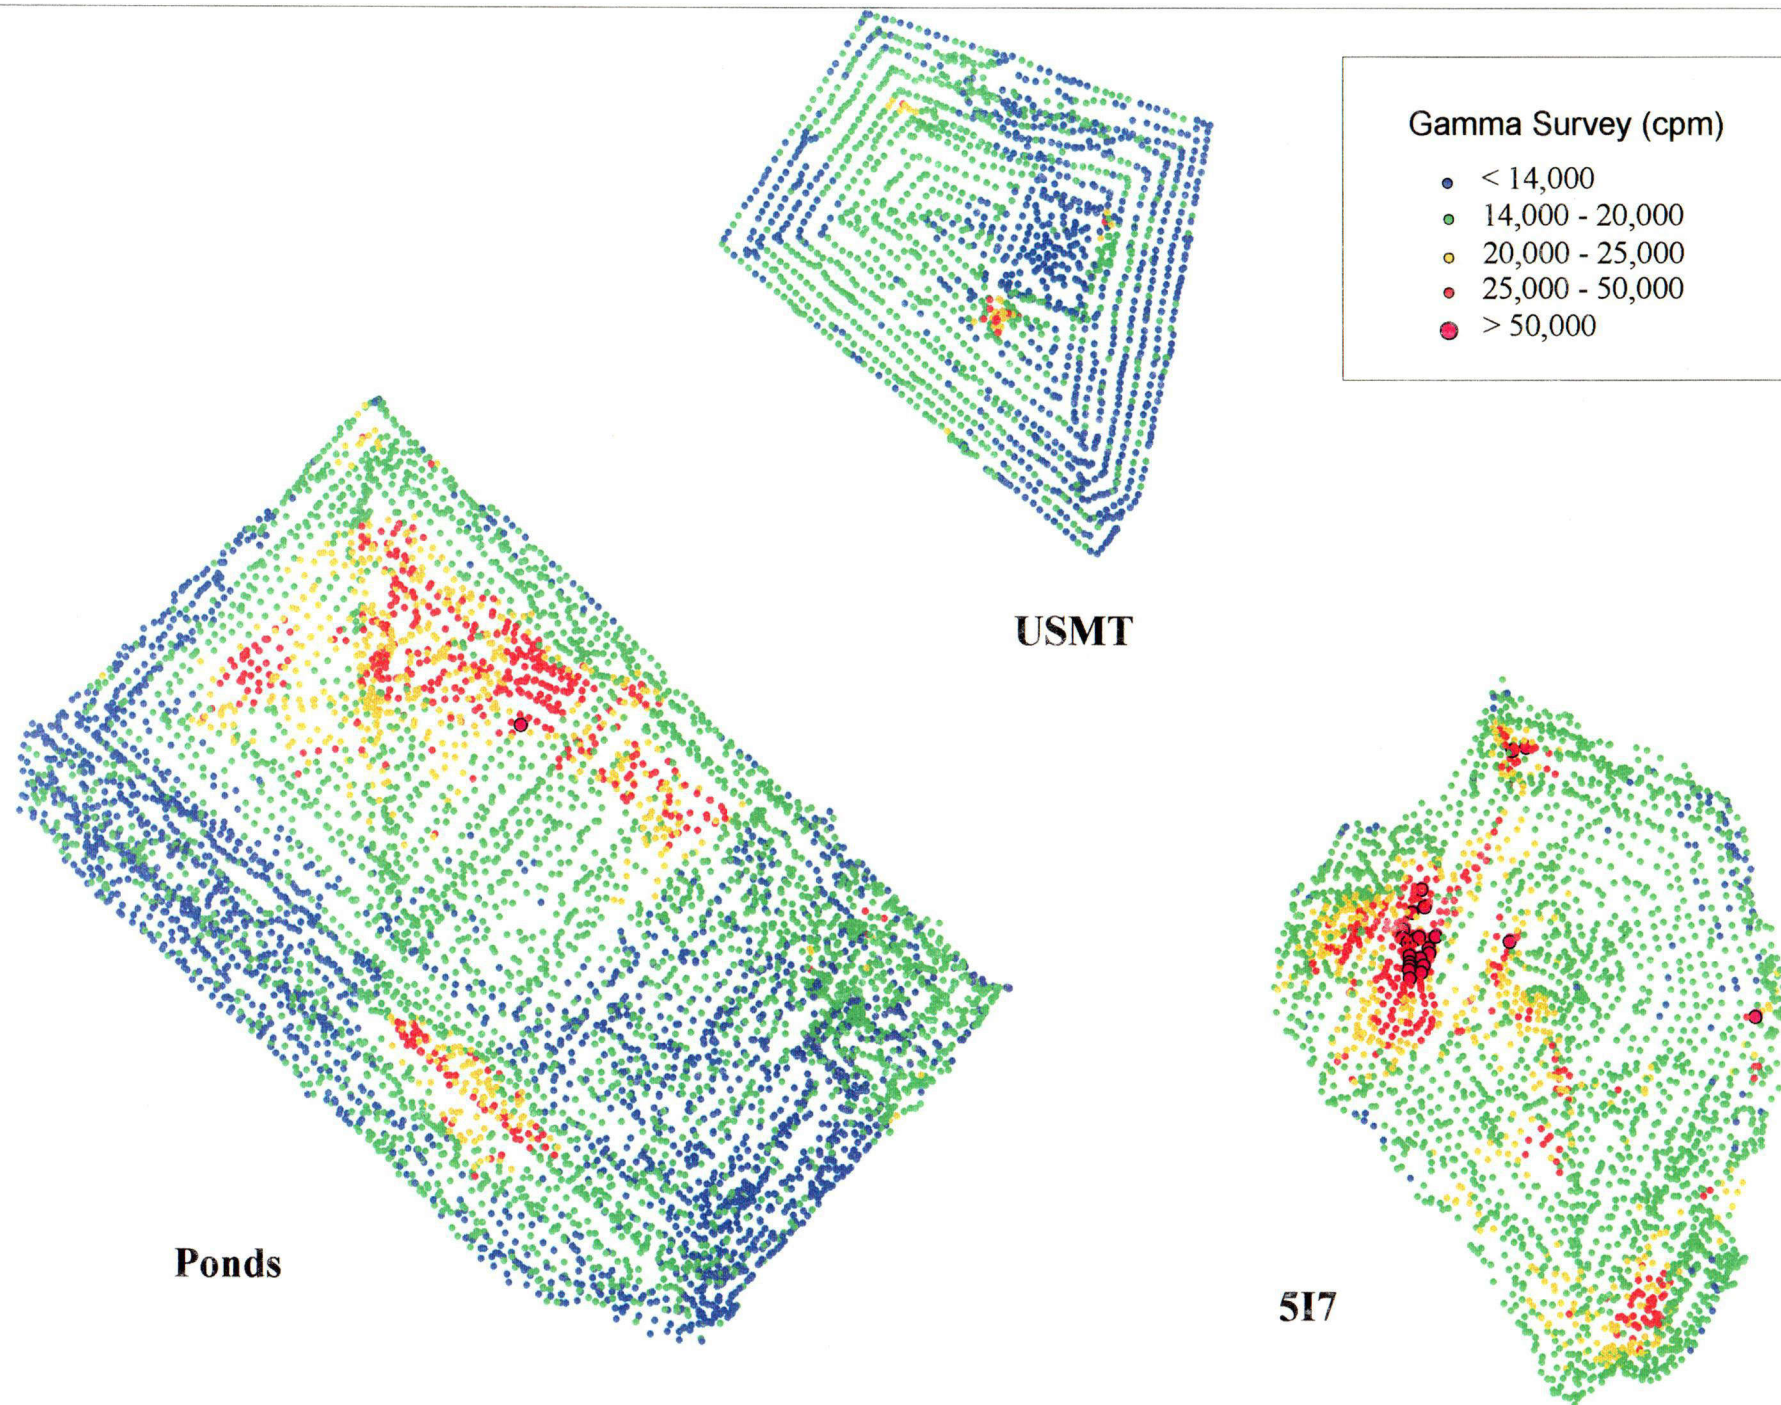 Gamma Survey (cpm)
< 14,000
14,000 - 20,000
20,000 - 25,000
25,000 - 50,000
> 50,000
USMT
Ponds
5I7